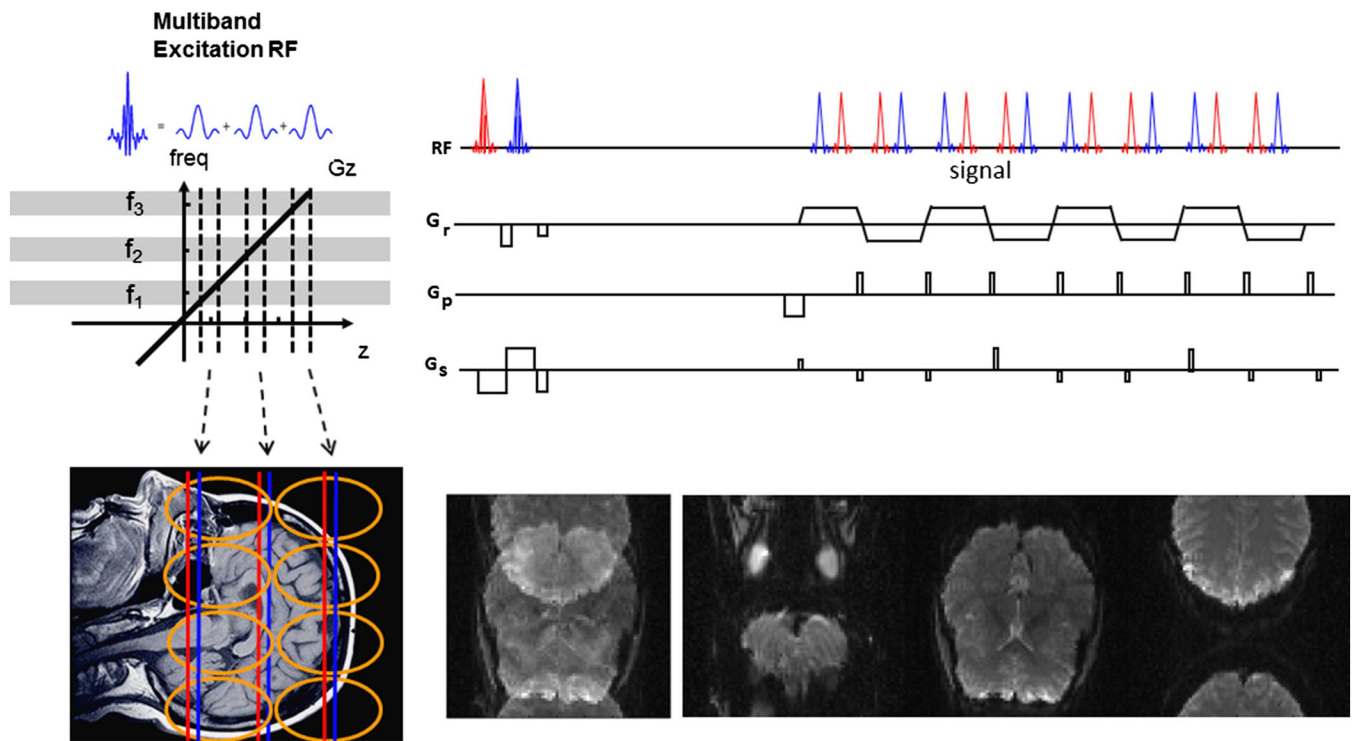 Multiband
Excitation RF
= + +
freq
Gz
f3
f2
f1
z
RF
signal
Gr
Gp
Gs